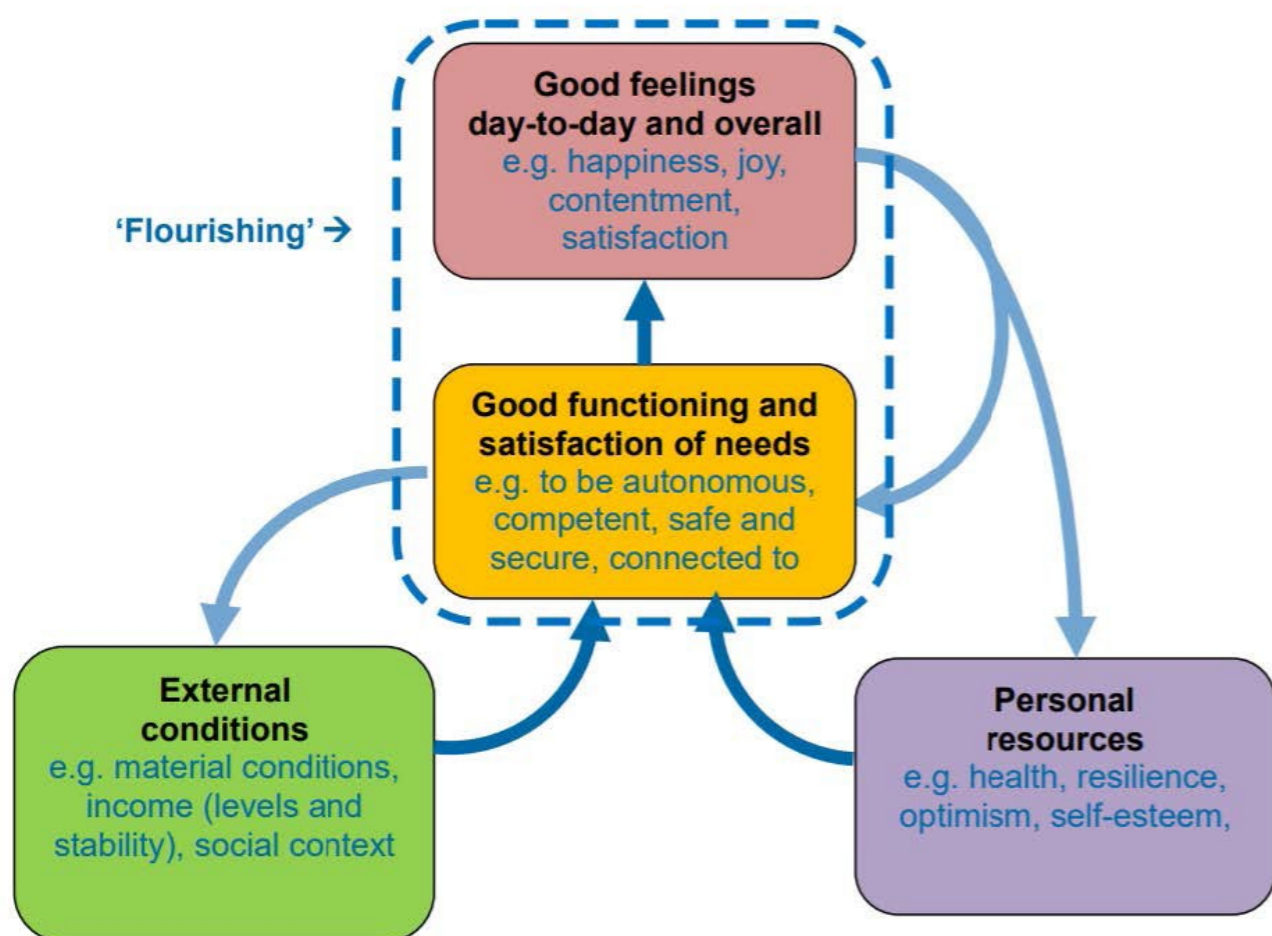 Good feelings
day-to-day and overall
e.g. happiness, joy,
contentment,
satisfaction
‘Flourishing’ →
Good functioning and
satisfaction of needs
e.g. to be autonomous,
competent, safe and
secure, connected to
External
conditions
e.g. material conditions,
income (levels and
stability), social context
Personal
resources
e.g. health, resilience,
optimism, self-esteem,